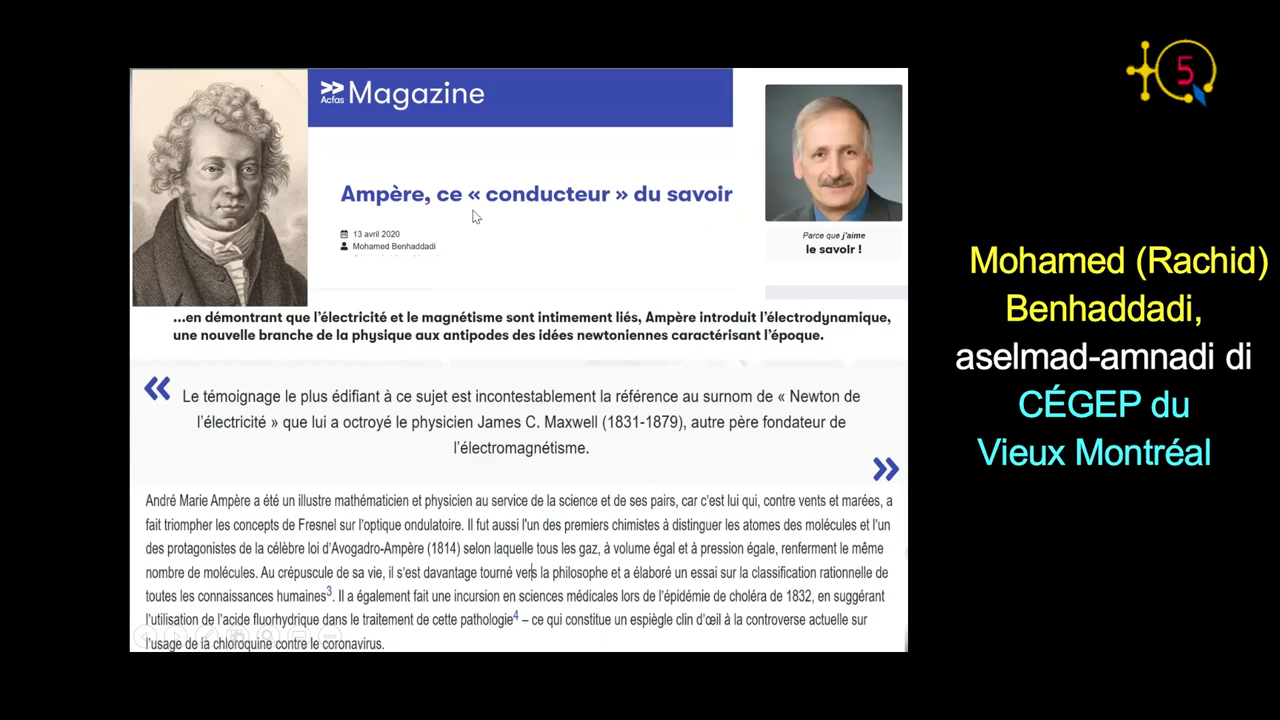 5
Acfas Magazine
Ampère, ce « conducteur » du savoir
13 avril 2020
Mohamed Benhaddadi
Parce que j'aime
le savoir !
Mohamed (Rachid)
Benhaddadi,
aselmad-amnadi di
CÉGEP du
Vieux Montréal
...en démontrant que l'électricité et le magnétisme sont intimement liés, Ampère introduit l'électrodynamique,
une nouvelle branche de la physique aux antipodes des idées newtoniennes caractérisant l'époque.
« Le témoignage le plus édifiant à ce sujet est incontestablement la référence au surnom de « Newton de
l'électricité » que lui a octroyé le physicien James C. Maxwell (1831-1879), autre père fondateur de
l'électromagnétisme. »
André Marie Ampère a été un illustre mathématicien et physicien au service de la science et de ses pairs, car c'est lui qui, contre vents et marées, a
fait triompher les concepts de Fresnel sur l'optique ondulatoire. Il fut aussi l'un des premiers chimistes à distinguer les atomes des molécules et l'un
des protagonistes de la célèbre loi d'Avogadro-Ampère (1814) selon laquelle tous les gaz, à volume égal et à pression égale, renferment le même
nombre de molécules. Au crépuscule de sa vie, il s'est davantage tourné vers la philosophe et a élaboré un essai sur la classification rationnelle de
toutes les connaissances humaines3. Il a également fait une incursion en sciences médicales lors de l'épidémie de choléra de 1832, en suggérant
l'utilisation de l'acide fluorhydrique dans le traitement de cette pathologie4 – ce qui constitue un espiègle clin d'œil à la controverse actuelle sur
l'usage de la chloroquine contre le coronavirus.